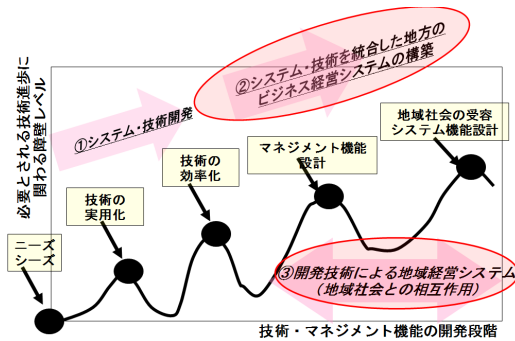 ②システム・技術を統合した地方の
ビジネス経営システムの構築
①システム・技術開発
必要とされる技術進歩に
関わる障壁レベル
地域社会の受容
システム機能設計
マネジメント機能
設計
技術の
効率化
技術の
実用化
ニーズ
シーズ
③開発技術による地域経営システム
(地域社会との相互作用)
技術・マネジメント機能の開発段階